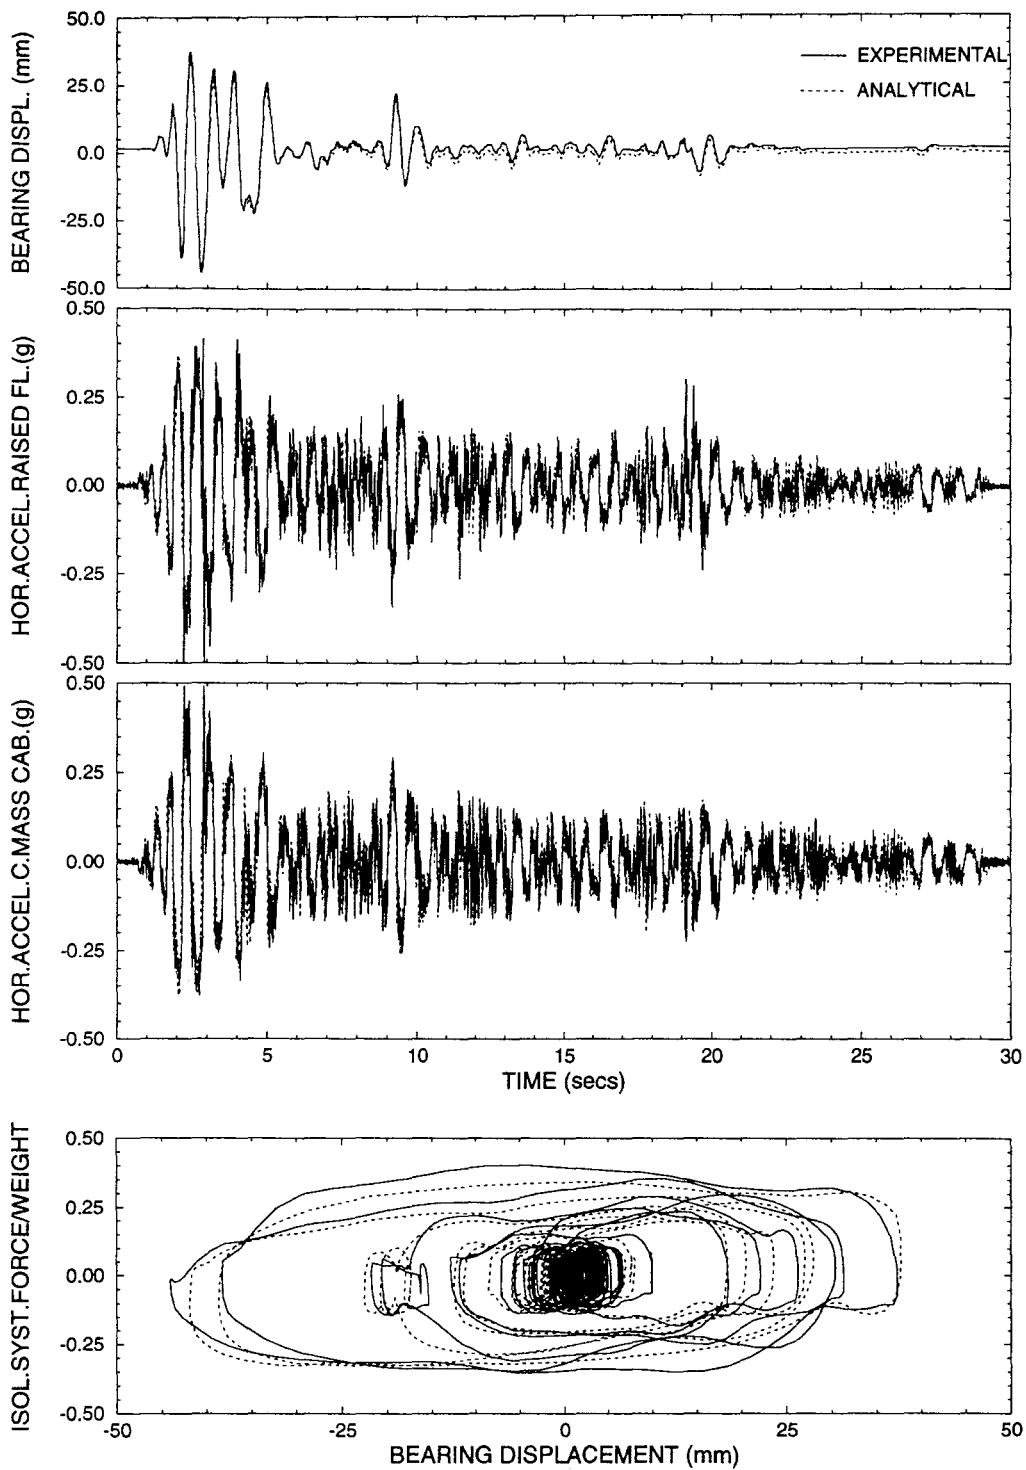 BEARING DISPL. (mm)
50.0
25.0
0.0
-25.0
-50.0
EXPERIMENTAL
ANALYTICAL
HOR.ACCEL.RAISED FL.(g)
0.50
0.25
0.00
-0.25
-0.50
HOR.ACCEL.C.MASS CAB.(g)
0.50
0.25
0.00
-0.25
-0.50
0 5 10 15 20 25 30
TIME (secs)
ISOL.SYST.FORCE/WEIGHT
0.50
0.25
0.00
-0.25
-0.50
-50 -25 0 25 50
BEARING DISPLACEMENT (mm)